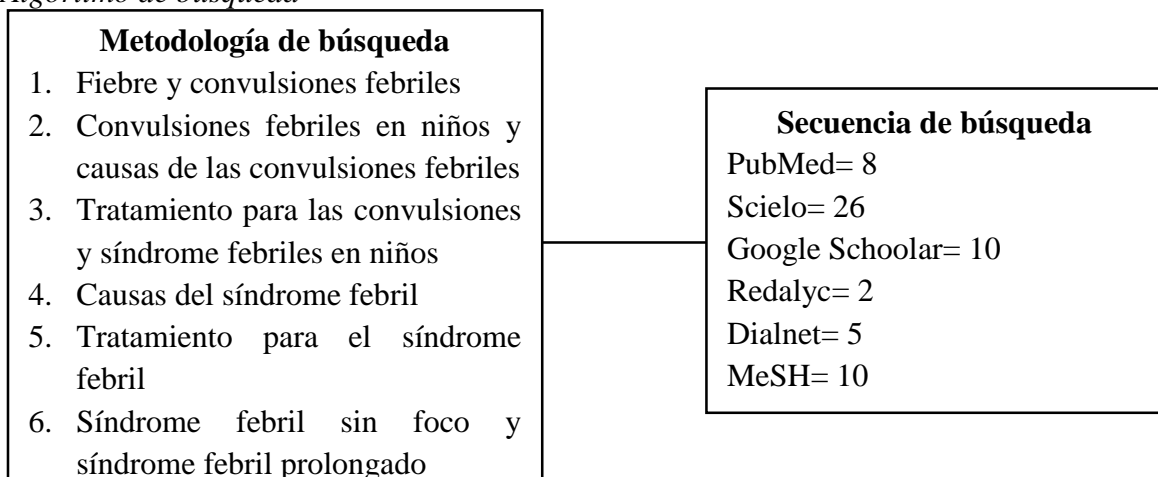 Algoritmo de búsqueda
Metodología de búsqueda
1. Fiebre y convulsiones febriles
2. Convulsiones febriles en niños y
causas de las convulsiones febriles
3. Tratamiento para las convulsiones
y síndrome febriles en niños
4. Causas del síndrome febril
5. Tratamiento para el síndrome
febril
6. Síndrome febril sin foco y
síndrome febril prolongado
Secuencia de búsqueda
PubMed= 8
Scielo= 26
Google Schoolar= 10
Redalyc= 2
Dialnet= 5
MeSH= 10